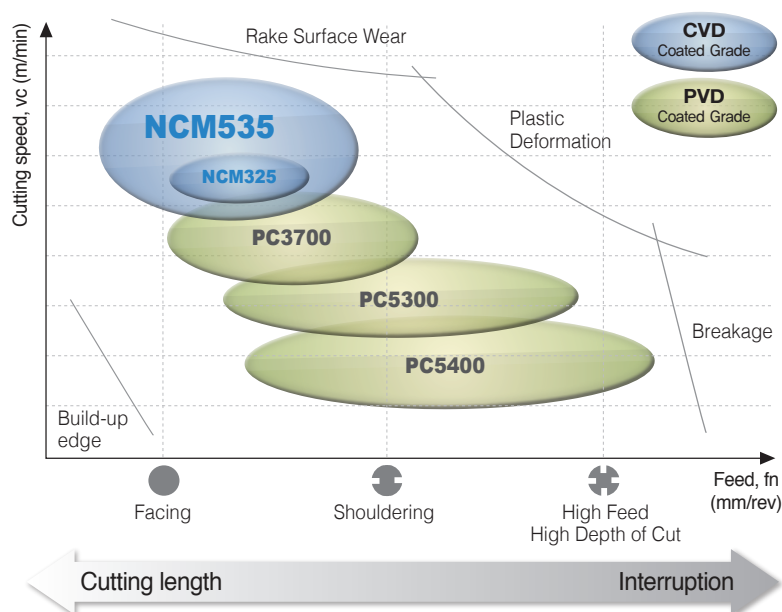 Cutting speed, vc (m/min)
Rake Surface Wear
CVD
Coated Grade
PVD
Coated Grade
Plastic
Deformation
NCM535
NCM325
PC3700
PC5300
PC5400
Breakage
Build-up
edge
Feed, fn
(mm/rev)
Facing
Shouldering
High Feed
High Depth of Cut
Cutting length
Interruption